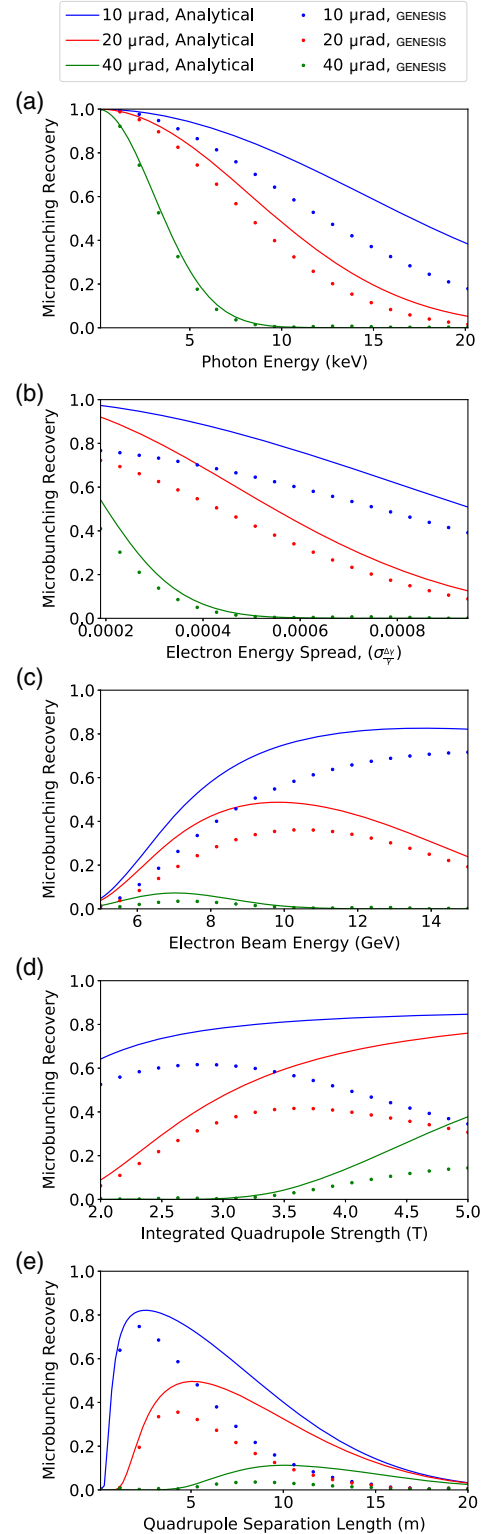 10 µrad, Analytical 10 µrad, GENESIS
20 µrad, Analytical 20 µrad, GENESIS
40 µrad, Analytical 40 µrad, GENESIS
(a)
Microbunching Recovery
1.0
0.8
0.6
0.4
0.2
0.0
5 10 15 20
Photon Energy (keV)
(b)
Microbunching Recovery
1.0
0.8
0.6
0.4
0.2
0.0
0.0002 0.0004 0.0006 0.0008
Electron Energy Spread, (σ Δγ/γ)
(c)
Microbunching Recovery
1.0
0.8
0.6
0.4
0.2
0.0
6 8 10 12 14
Electron Beam Energy (GeV)
(d)
Microbunching Recovery
1.0
0.8
0.6
0.4
0.2
0.0
2.0 2.5 3.0 3.5 4.0 4.5 5.0
Integrated Quadrupole Strength (T)
(e)
Microbunching Recovery
1.0
0.8
0.6
0.4
0.2
0.0
5 10 15 20
Quadrupole Separation Length (m)